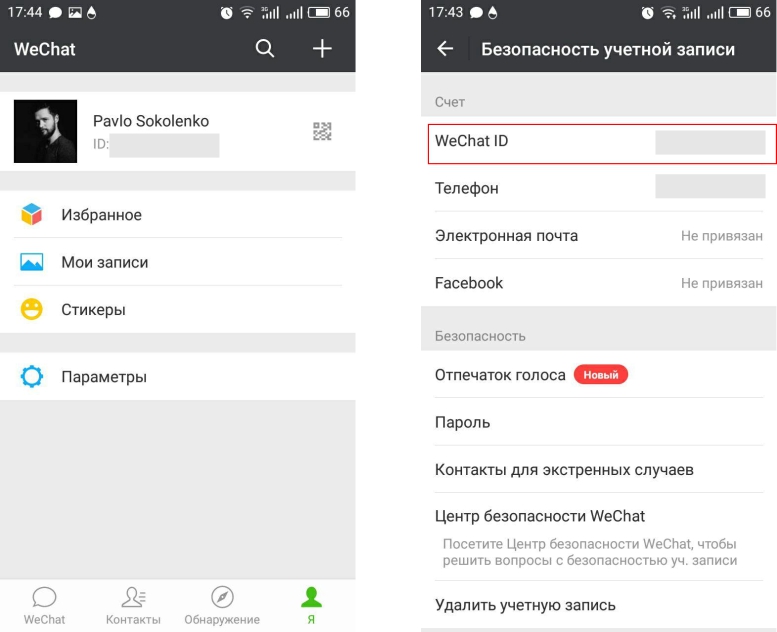 17:44
66
WeChat
Pavlo Sokolenko
ID:
Избранное
Мои записи
Стикеры
Параметры
WeChat
Контакты
Обнаружение
Я
17:43
3G
66
Безопасность учетной записи
Счет
WeChat ID
Телефон
Электронная почта Не привязан
Facebook Не привязан
Безопасность
Отпечаток голоса Новый
Пароль
Контакты для экстренных случаев
Центр безопасности WeChat
Посетите Центр безопасности WeChat, чтобы
решить вопросы с безопасностью уч. записи
Удалить учетную запись